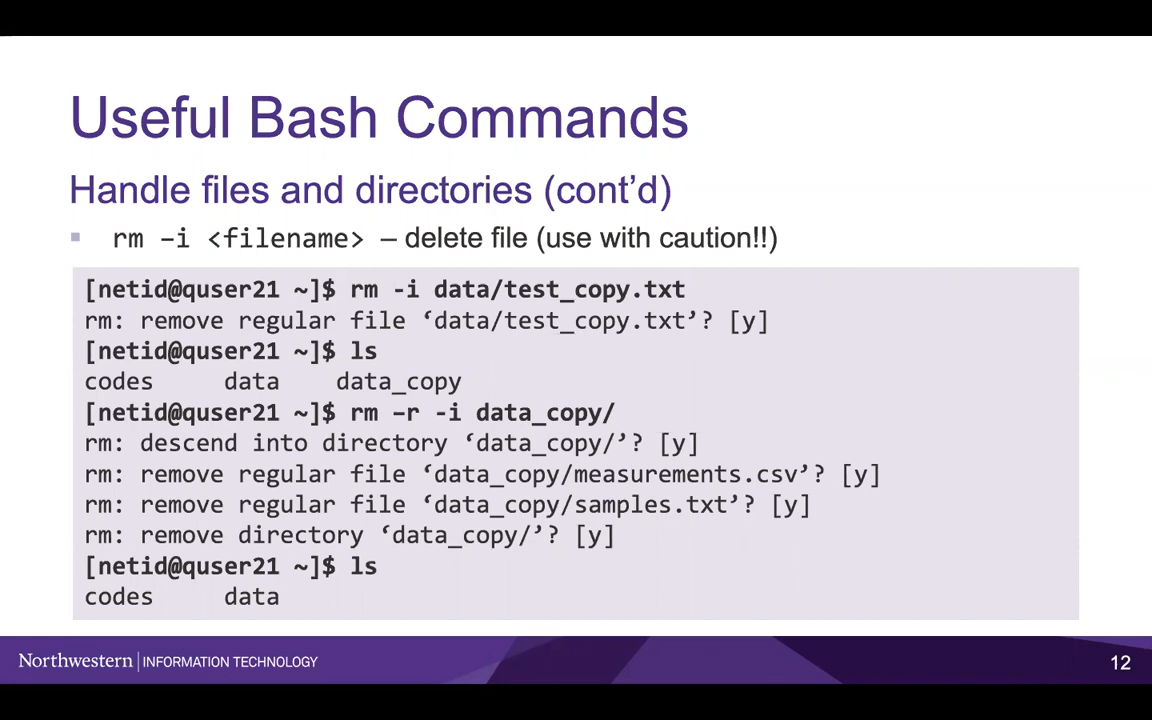 Useful Bash Commands
Handle files and directories (cont’d)
▪ rm –i <filename> – delete file (use with caution!!)
[netid@quser21 ~]$ rm -i data/test_copy.txt
rm: remove regular file ‘data/test_copy.txt’? [y]
[netid@quser21 ~]$ ls
codes     data    data_copy
[netid@quser21 ~]$ rm –r -i data_copy/
rm: descend into directory ‘data_copy/’? [y]
rm: remove regular file ‘data_copy/measurements.csv’? [y]
rm: remove regular file ‘data_copy/samples.txt’? [y]
rm: remove directory ‘data_copy/’? [y]
[netid@quser21 ~]$ ls
codes     data
Northwestern | INFORMATION TECHNOLOGY
12